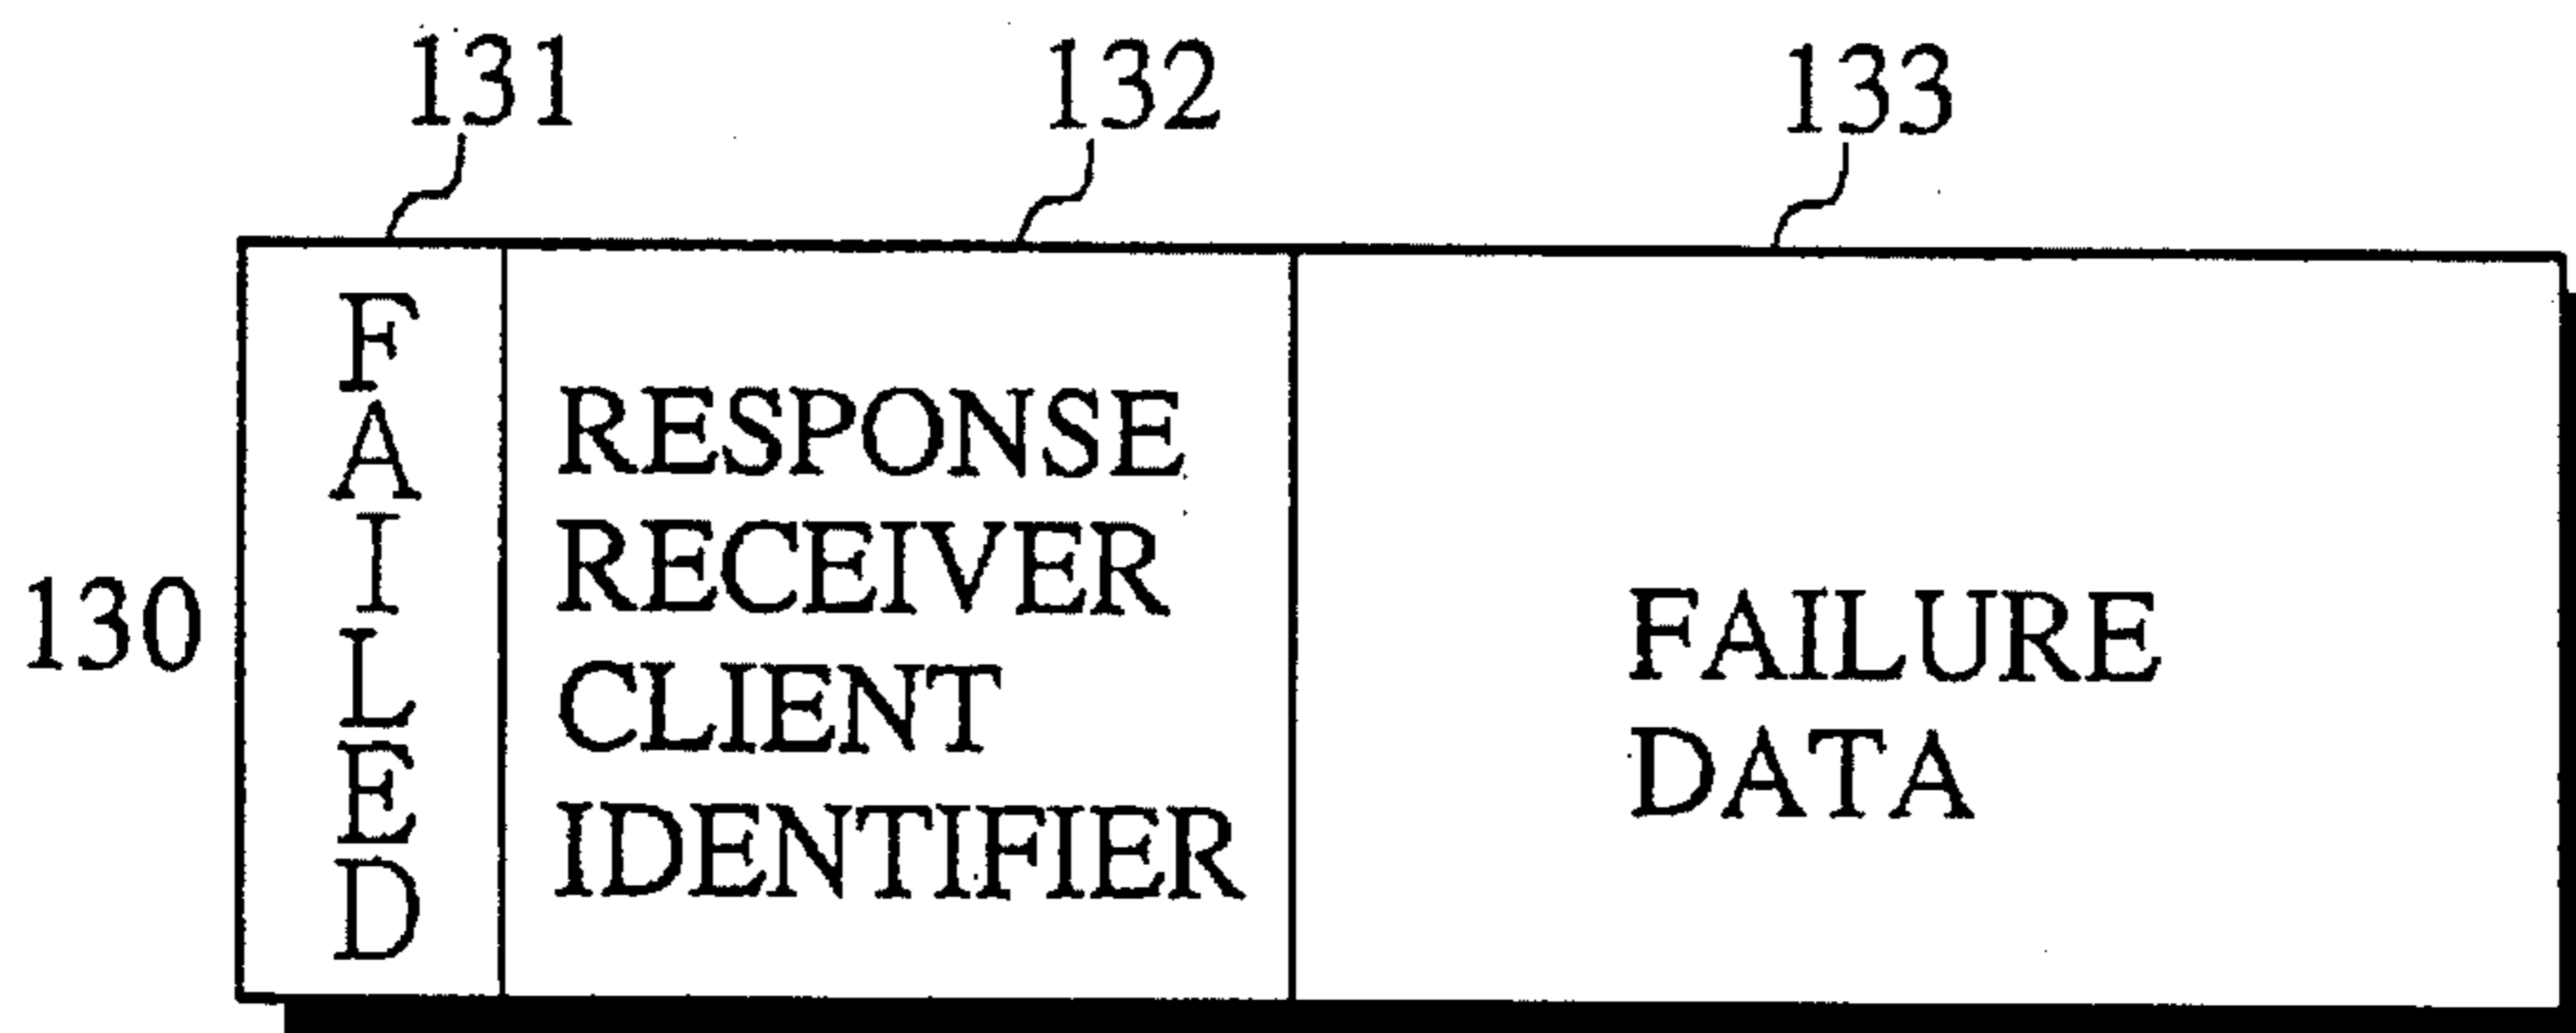 131
132
133
130
FAILED
RESPONSE
RECEIVER
CLIENT
IDENTIFIER
FAILURE
DATA